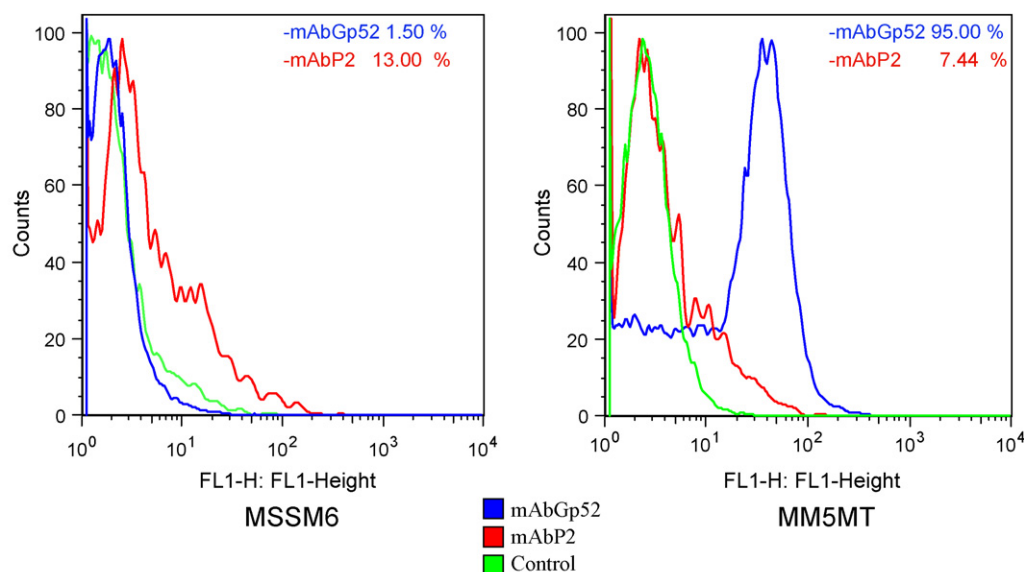 -mAbGp52 1.50 %
-mAbP2 13.00 %
100
80
60
40
20
0
Counts
10^0 10^1 10^2 10^3 10^4
FL1-H: FL1-Height
MSSM6
-mAbGp52 95.00 %
-mAbP2 7.44 %
100
80
60
40
20
0
Counts
10^0 10^1 10^2 10^3 10^4
FL1-H: FL1-Height
MM5MT
mAbGp52
mAbP2
Control